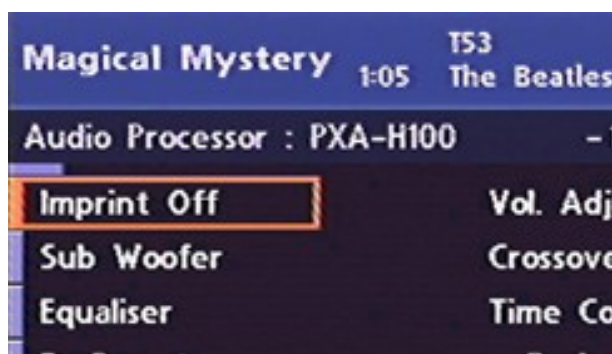 Magical Mystery 1:05 T53
The Beatles
Audio Processor : PXA-H100 -
Imprint Off Vol. Adj
Sub Woofer Crossove
Equaliser Time Co